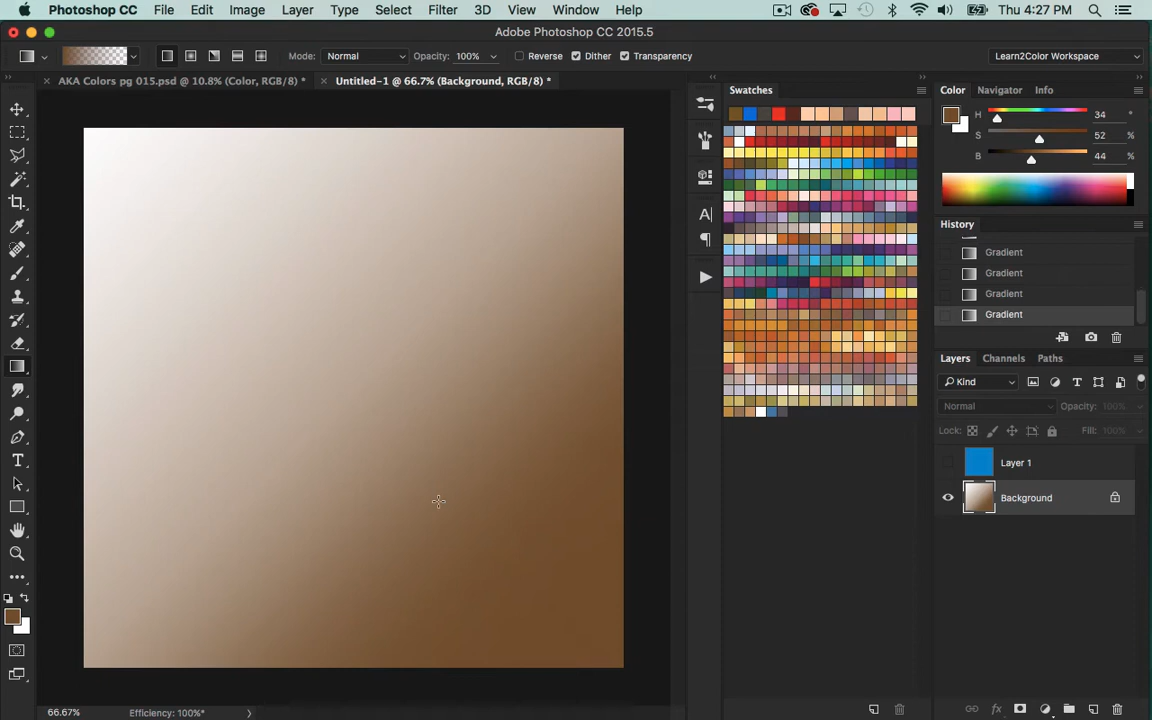 Photoshop CC File Edit Image Layer Type Select Filter 3D View Window Help Thu 4:27 PM
Adobe Photoshop CC 2015.5
Mode: Normal Opacity: 100% Reverse Dither Transparency Learn2Color Workspace
AKA Colors pg 015.psd @ 10.8% (Color, RGB/8) * Untitled-1 @ 66.7% (Background, RGB/8) *
Swatches Color Navigator Info
H 34 °
S 52 %
B 44 %
History
Gradient
Gradient
Gradient
Gradient
Layers Channels Paths
Kind
Normal Opacity: 100%
Lock: Fill: 100%
Layer 1
Background
66.67% Efficiency: 100%*